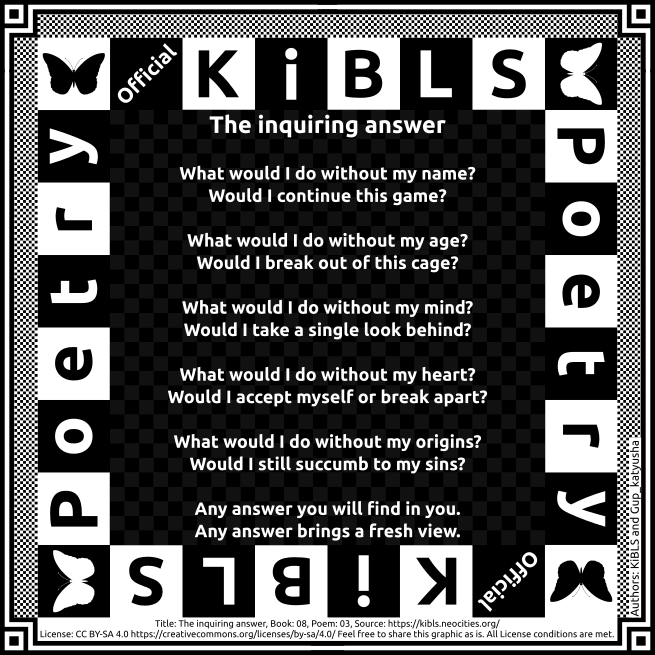 Official KiBLS
Poetry
Poetry
The inquiring answer
What would I do without my name?
Would I continue this game?
What would I do without my age?
Would I break out of this cage?
What would I do without my mind?
Would I take a single look behind?
What would I do without my heart?
Would I accept myself or break apart?
What would I do without my origins?
Would I still succumb to my sins?
Any answer you will find in you.
Any answer brings a fresh view.
Official KiBLS
Authors: KiBLS and Gup_katyusha
Title: The inquiring answer, Book: 08, Poem: 03, Source: https://kibls.neocities.org/
License: CC BY-SA 4.0 https://creativecommons.org/licenses/by-sa/4.0/ Feel free to share this graphic as is. All License conditions are met.